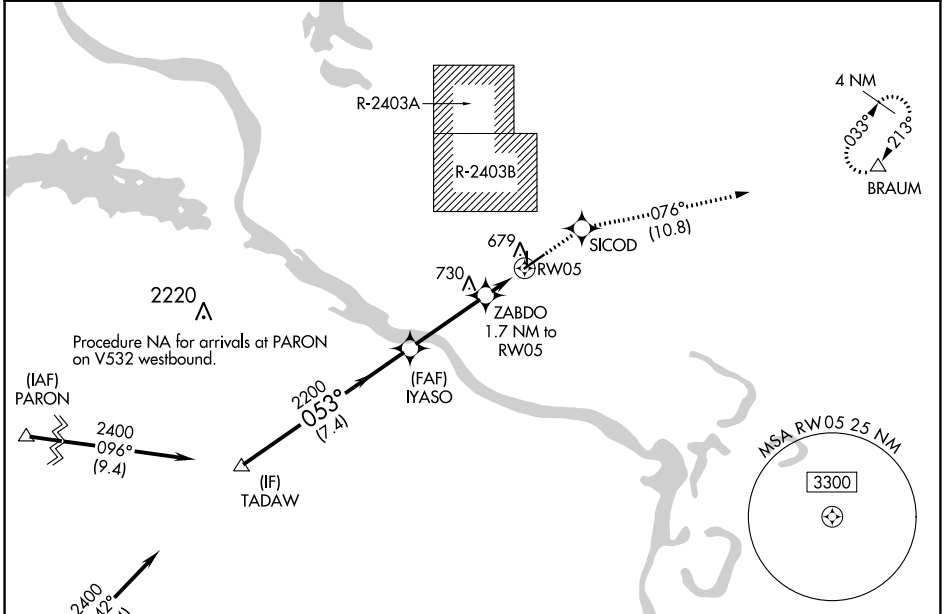 4 NM
033°
213°
BRAUM
R-2403A
R-2403B
076°
(10.8)
SICOD
679
RW05
730
ZABDO
1.7 NM to
RW05
2220
Procedure NA for arrivals at PARON
on V532 westbound.
(FAF)
IYASO
(IAF)
PARON
2400
096°
(9.4)
2200
053°
(7.4)
(IF)
TADAW
MSA RW05 25 NM
3300
2400